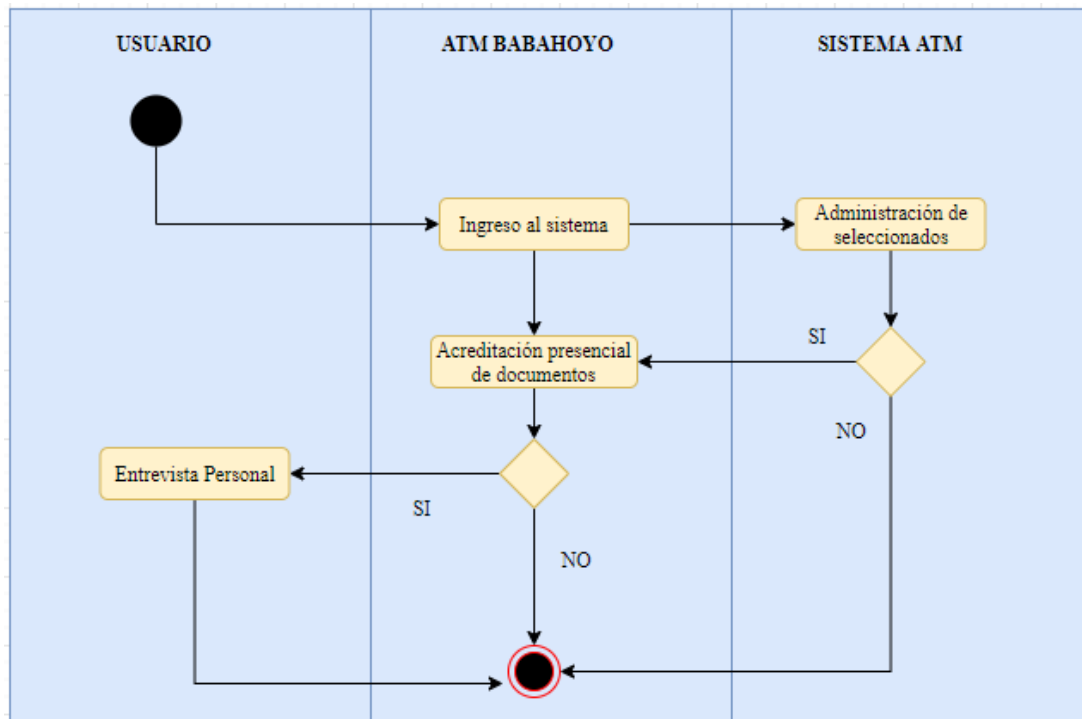 USUARIO
ATM BABAHOYO
SISTEMA ATM
Ingreso al sistema
Administración de
seleccionados
SI
Acreditación presencial
de documentos
NO
Entrevista Personal
SI
NO